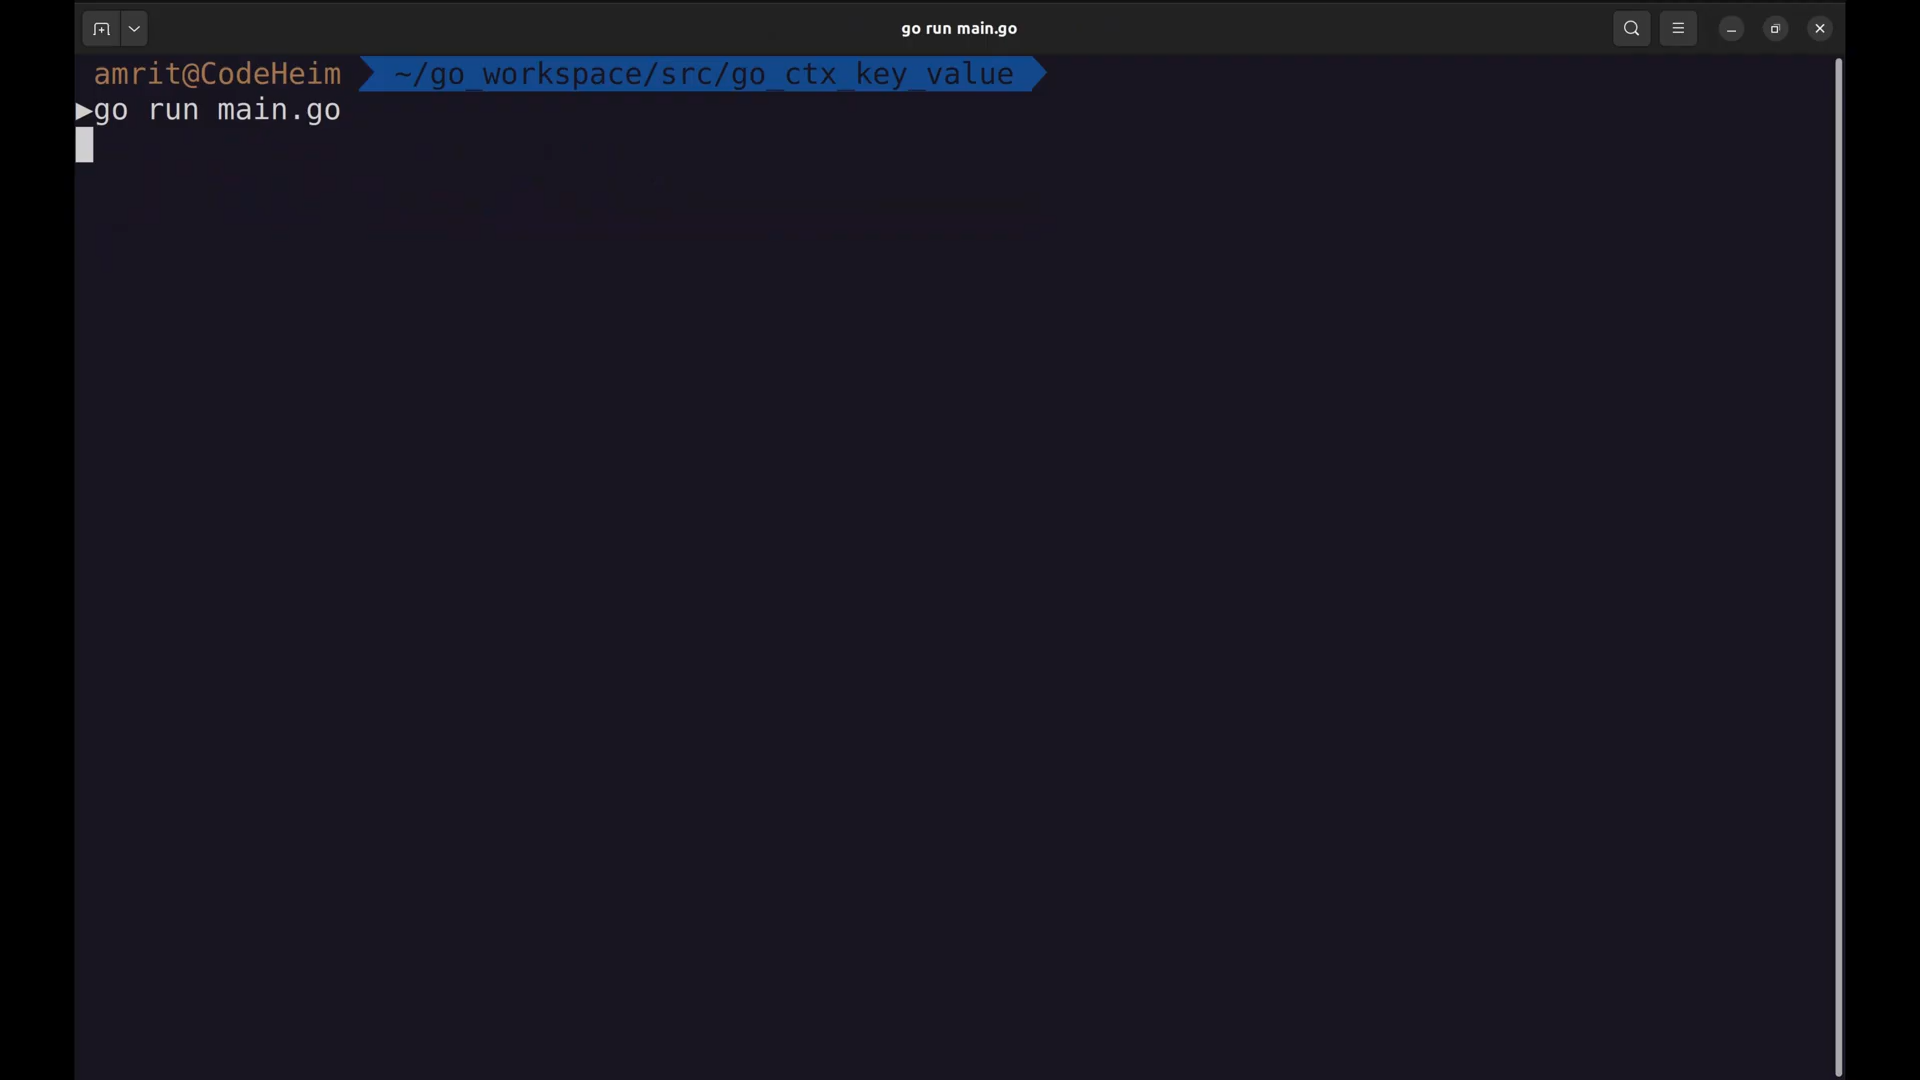 go run main.go
amrit@CodeHeim ~/go_workspace/src/go_ctx_key_value
▶go run main.go